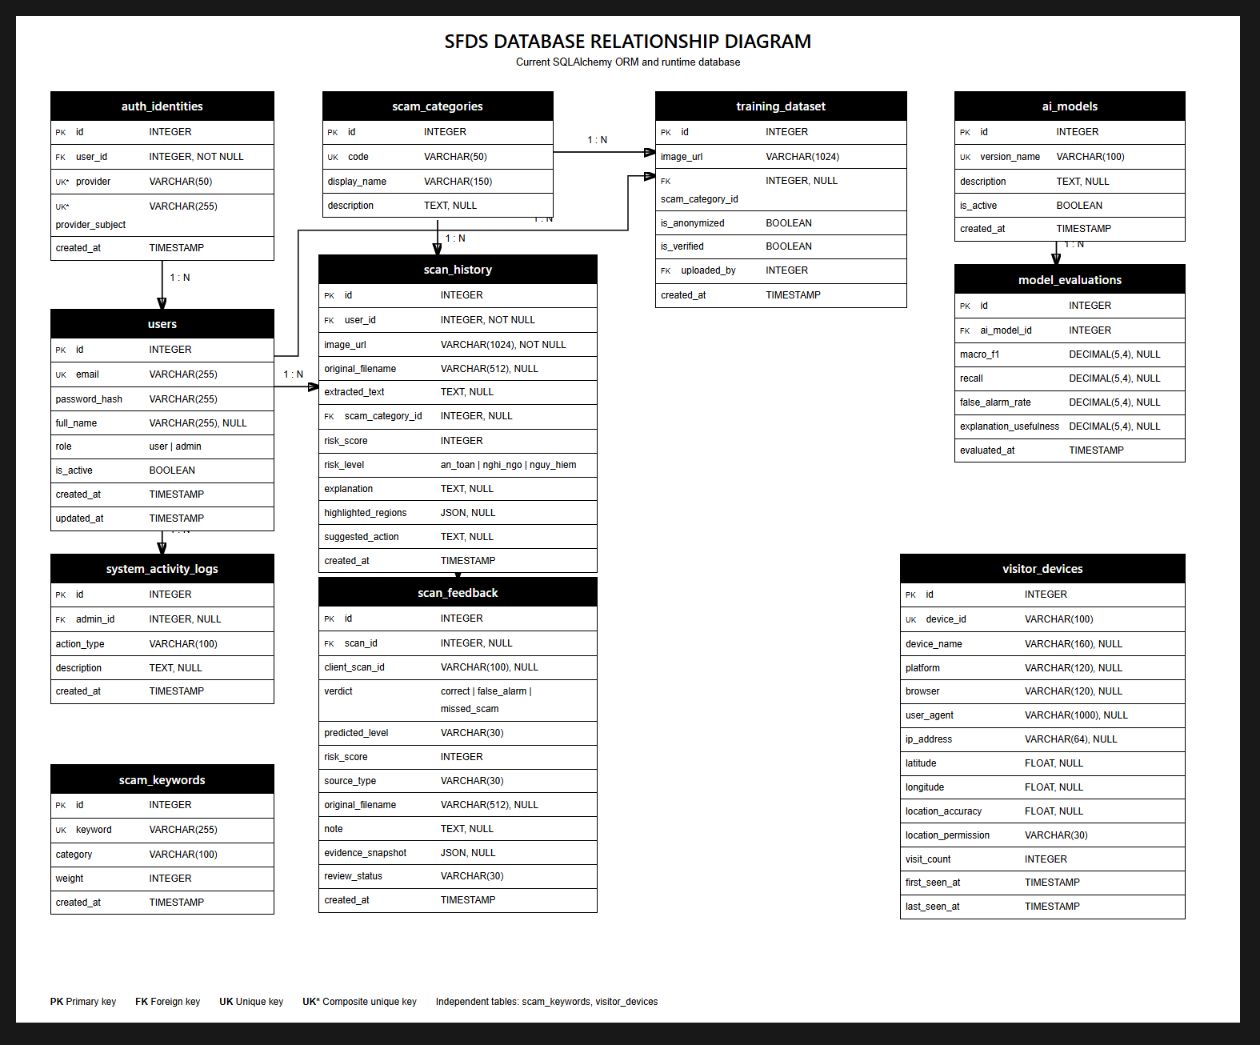 SFDS DATABASE RELATIONSHIP DIAGRAM
Current SQLAlchemy ORM and runtime database
auth_identities
PK id INTEGER
FK user_id INTEGER, NOT NULL
UK* provider VARCHAR(50)
UK* VARCHAR(255)
provider_subject
created_at TIMESTAMP
1 : N
users
PK id INTEGER
UK email VARCHAR(255)
password_hash VARCHAR(255)
full_name VARCHAR(255), NULL
role user | admin
is_active BOOLEAN
created_at TIMESTAMP
updated_at TIMESTAMP
1 : N
1 : N
system_activity_logs
PK id INTEGER
FK admin_id INTEGER, NULL
action_type VARCHAR(100)
description TEXT, NULL
created_at TIMESTAMP
scam_keywords
PK id INTEGER
UK keyword VARCHAR(255)
category VARCHAR(100)
weight INTEGER
created_at TIMESTAMP
scam_categories
PK id INTEGER
UK code VARCHAR(50)
display_name VARCHAR(150)
description TEXT, NULL
1 : N
1 : N
1 : N
scan_history
PK id INTEGER
FK user_id INTEGER, NOT NULL
image_url VARCHAR(1024), NOT NULL
original_filename VARCHAR(512), NULL
extracted_text TEXT, NULL
FK scam_category_id INTEGER, NULL
risk_score INTEGER
risk_level an_toan | nghi_ngo | nguy_hiem
explanation TEXT, NULL
highlighted_regions JSON, NULL
suggested_action TEXT, NULL
created_at TIMESTAMP
scan_feedback
PK id INTEGER
FK scan_id INTEGER, NULL
client_scan_id VARCHAR(100), NULL
verdict correct | false_alarm |
missed_scam
predicted_level VARCHAR(30)
risk_score INTEGER
source_type VARCHAR(30)
original_filename VARCHAR(512), NULL
note TEXT, NULL
evidence_snapshot JSON, NULL
review_status VARCHAR(30)
created_at TIMESTAMP
training_dataset
PK id INTEGER
image_url VARCHAR(1024)
FK INTEGER, NULL
scam_category_id
is_anonymized BOOLEAN
is_verified BOOLEAN
FK uploaded_by INTEGER
created_at TIMESTAMP
ai_models
PK id INTEGER
UK version_name VARCHAR(100)
description TEXT, NULL
is_active BOOLEAN
created_at TIMESTAMP
1 : N
model_evaluations
PK id INTEGER
FK ai_model_id INTEGER
macro_f1 DECIMAL(5,4), NULL
recall DECIMAL(5,4), NULL
false_alarm_rate DECIMAL(5,4), NULL
explanation_usefulness DECIMAL(5,4), NULL
evaluated_at TIMESTAMP
visitor_devices
PK id INTEGER
UK device_id VARCHAR(100)
device_name VARCHAR(160), NULL
platform VARCHAR(120), NULL
browser VARCHAR(120), NULL
user_agent VARCHAR(1000), NULL
ip_address VARCHAR(64), NULL
latitude FLOAT, NULL
longitude FLOAT, NULL
location_accuracy FLOAT, NULL
location_permission VARCHAR(30)
visit_count INTEGER
first_seen_at TIMESTAMP
last_seen_at TIMESTAMP
PK Primary key FK Foreign key UK Unique key UK* Composite unique key Independent tables: scam_keywords, visitor_devices